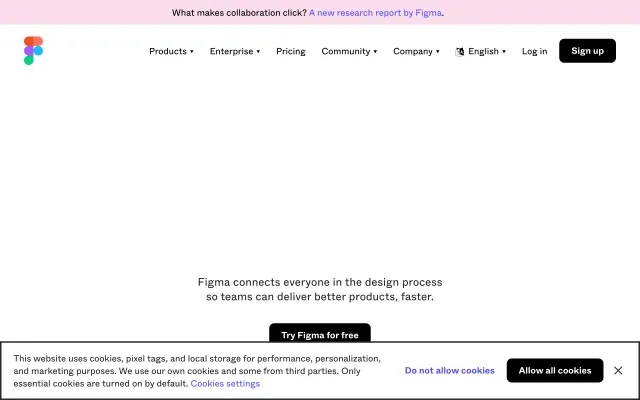 What makes collaboration click? A new research report by Figma.
Products ▾ Enterprise ▾ Pricing Community ▾ Company ▾ English ▾ Log in Sign up
Figma connects everyone in the design process
so teams can deliver better products, faster.
Try Figma for free
This website uses cookies, pixel tags, and local storage for performance, personalization,
and marketing purposes. We use our own cookies and some from third parties. Only
essential cookies are turned on by default. Cookies settings
Do not allow cookies
Allow all cookies